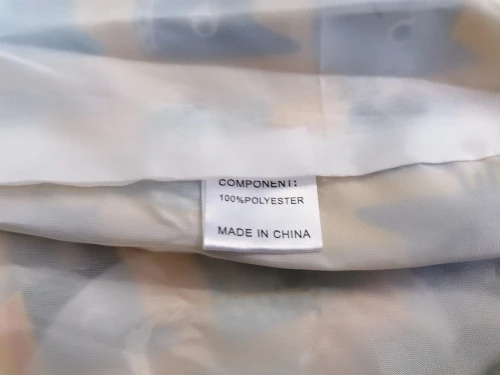 COMPONENT:
100%POLYESTER
MADE IN CHINA